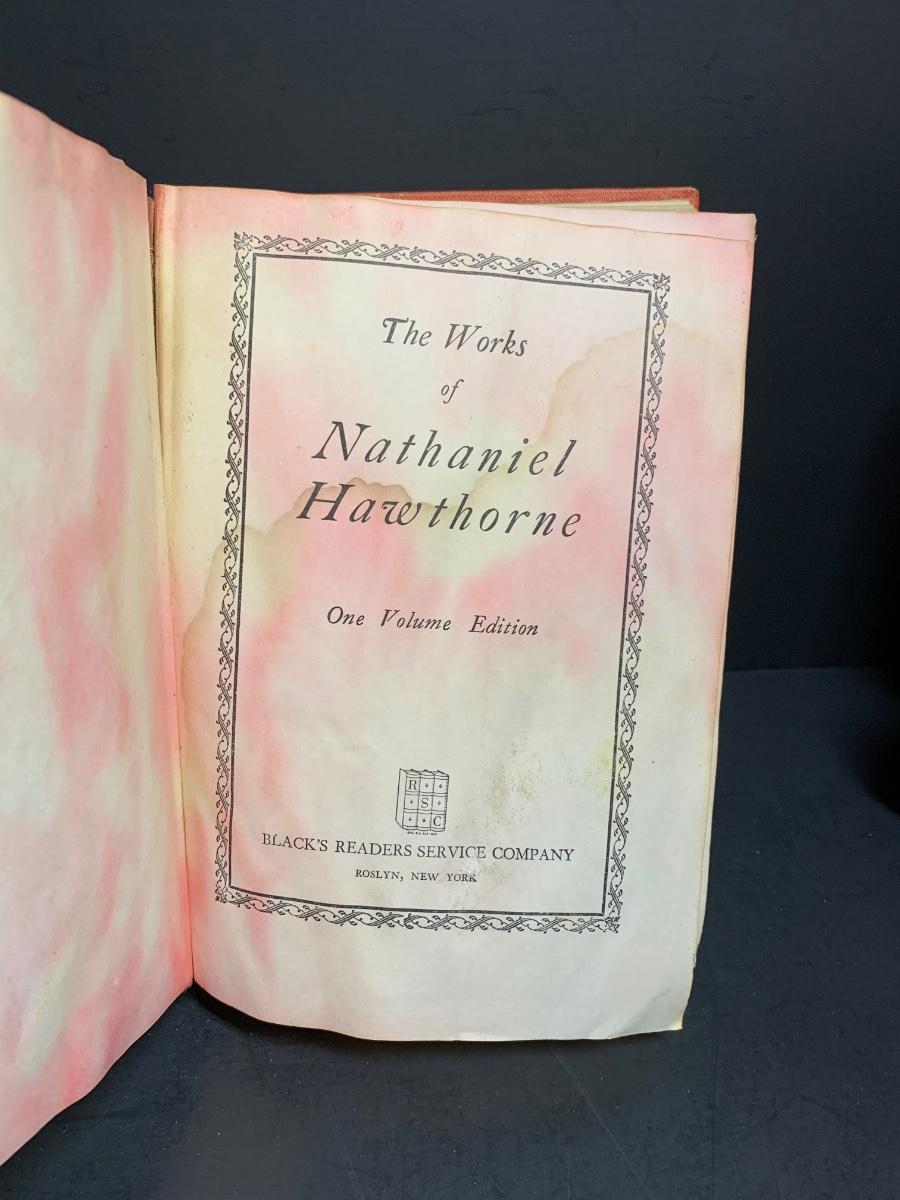 The Works
of
Nathaniel
Hawthorne
One Volume Edition
R
S
C
BLACK'S READERS SERVICE COMPANY
ROSLYN, NEW YORK